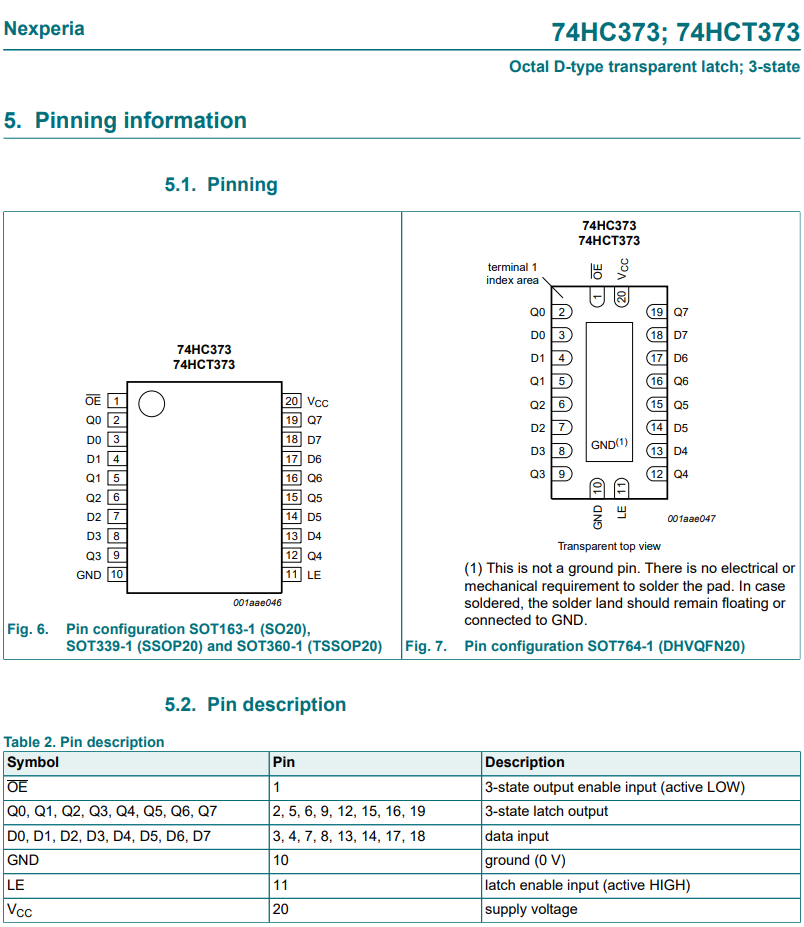 Nexperia
74HC373; 74HCT373
Octal D-type transparent latch; 3-state
5. Pinning information
5.1. Pinning
74HC373
74HCT373
OE 1
20 VCC
Q0 2
19 Q7
D0 3
18 D7
D1 4
17 D6
Q1 5
16 Q6
Q2 6
15 Q5
D2 7
14 D5
D3 8
13 D4
Q3 9
12 Q4
GND 10
11 LE
001aae046
Fig. 6. Pin configuration SOT163-1 (SO20),
SOT339-1 (SSOP20) and SOT360-1 (TSSOP20)
74HC373
74HCT373
terminal 1
index area
OE
VCC
1
20
Q0 2
19 Q7
D0 3
18 D7
D1 4
17 D6
Q1 5
16 Q6
Q2 6
15 Q5
D2 7
14 D5
D3 8
13 D4
Q3 9
12 Q4
GND(1)
10
11
GND
LE
001aae047
Transparent top view
(1) This is not a ground pin. There is no electrical or
mechanical requirement to solder the pad. In case
soldered, the solder land should remain floating or
connected to GND.
Fig. 7. Pin configuration SOT764-1 (DHVQFN20)
5.2. Pin description
Table 2. Pin description
Symbol Pin Description
OE 1 3-state output enable input (active LOW)
Q0, Q1, Q2, Q3, Q4, Q5, Q6, Q7 2, 5, 6, 9, 12, 15, 16, 19 3-state latch output
D0, D1, D2, D3, D4, D5, D6, D7 3, 4, 7, 8, 13, 14, 17, 18 data input
GND 10 ground (0 V)
LE 11 latch enable input (active HIGH)
VCC 20 supply voltage